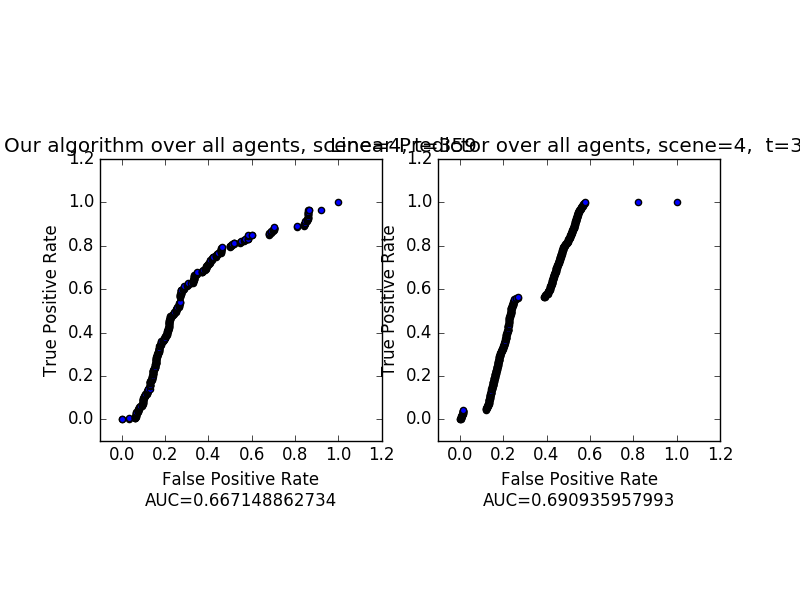 Our algorithm over all agents, scene=4, t=359
Linear Predictor over all agents, scene=4, t=3
True Positive Rate
1.2
1.0
0.8
0.6
0.4
0.2
0.0
0.0 0.2 0.4 0.6 0.8 1.0 1.2
False Positive Rate
AUC=0.667148862734
True Positive Rate
1.2
1.0
0.8
0.6
0.4
0.2
0.0
0.0 0.2 0.4 0.6 0.8 1.0 1.2
False Positive Rate
AUC=0.690935957993